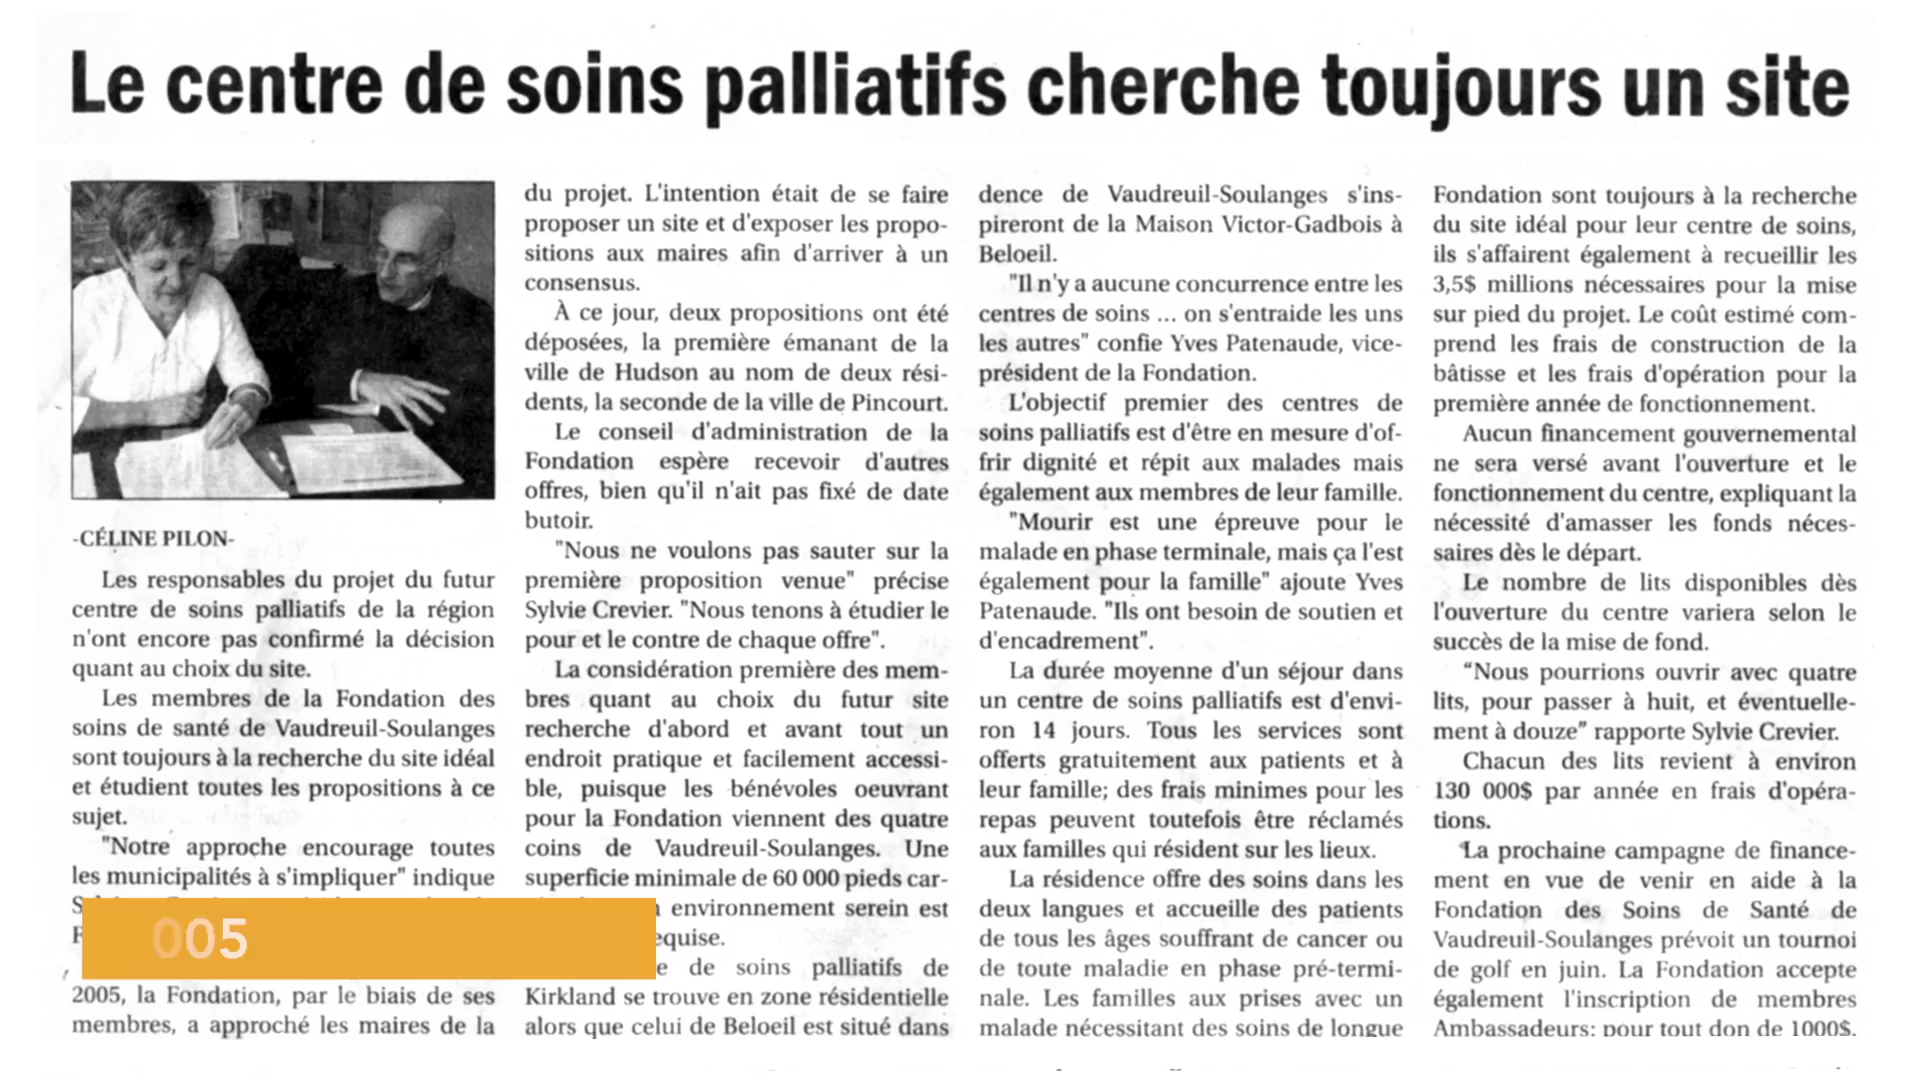 Le centre de soins palliatifs cherche toujours un site
-CÉLINE PILON-
Les responsables du projet du futur
centre de soins palliatifs de la région
n'ont encore pas confirmé la décision
quant au choix du site.
Les membres de la Fondation des
soins de santé de Vaudreuil-Soulanges
sont toujours à la recherche du site idéal
et étudient toutes les propositions à ce
sujet.
"Notre approche encourage toutes
les municipalités à s'impliquer" indique
005
2005, la Fondation, par le biais de ses
membres, a approché les maires de la
du projet. L'intention était de se faire
proposer un site et d'exposer les propo-
sitions aux maires afin d'arriver à un
consensus.
À ce jour, deux propositions ont été
déposées, la première émanant de la
ville de Hudson au nom de deux rési-
dents, la seconde de la ville de Pincourt.
Le conseil d'administration de la
Fondation espère recevoir d'autres
offres, bien qu'il n'ait pas fixé de date
butoir.
"Nous ne voulons pas sauter sur la
première proposition venue" précise
Sylvie Crevier. "Nous tenons à étudier le
pour et le contre de chaque offre".
La considération première des mem-
bres quant au choix du futur site
recherche d'abord et avant tout un
endroit pratique et facilement accessi-
ble, puisque les bénévoles oeuvrant
pour la Fondation viennent des quatre
coins de Vaudreuil-Soulanges. Une
superficie minimale de 60 000 pieds car-
environnement serein est
equise.
de soins palliatifs de
Kirkland se trouve en zone résidentielle
alors que celui de Beloeil est situé dans
dence de Vaudreuil-Soulanges s'ins-
pireront de la Maison Victor-Gadbois à
Beloeil.
"Il n'y a aucune concurrence entre les
centres de soins ... on s'entraide les uns
les autres" confie Yves Patenaude, vice-
président de la Fondation.
L'objectif premier des centres de
soins palliatifs est d'être en mesure d'of-
frir dignité et répit aux malades mais
également aux membres de leur famille.
"Mourir est une épreuve pour le
malade en phase terminale, mais ça l'est
également pour la famille" ajoute Yves
Patenaude. "Ils ont besoin de soutien et
d'encadrement".
La durée moyenne d'un séjour dans
un centre de soins palliatifs est d'envi-
ron 14 jours. Tous les services sont
offerts gratuitement aux patients et à
leur famille; des frais minimes pour les
repas peuvent toutefois être réclamés
aux familles qui résident sur les lieux.
La résidence offre des soins dans les
deux langues et accueille des patients
de tous les âges souffrant de cancer ou
de toute maladie en phase pré-termi-
nale. Les familles aux prises avec un
malade nécessitant des soins de longue
Fondation sont toujours à la recherche
du site idéal pour leur centre de soins,
ils s'affairent également à recueillir les
3,5$ millions nécessaires pour la mise
sur pied du projet. Le coût estimé com-
prend les frais de construction de la
bâtisse et les frais d'opération pour la
première année de fonctionnement.
Aucun financement gouvernemental
ne sera versé avant l'ouverture et le
fonctionnement du centre, expliquant la
nécessité d'amasser les fonds néces-
saires dès le départ.
Le nombre de lits disponibles dès
l'ouverture du centre variera selon le
succès de la mise de fond.
“Nous pourrions ouvrir avec quatre
lits, pour passer à huit, et éventuelle-
ment à douze” rapporte Sylvie Crevier.
Chacun des lits revient à environ
130 000$ par année en frais d'opéra-
tions.
La prochaine campagne de finance-
ment en vue de venir en aide à la
Fondation des Soins de Santé de
Vaudreuil-Soulanges prévoit un tournoi
de golf en juin. La Fondation accepte
également l'inscription de membres
Ambassadeurs: pour tout don de 1000$.